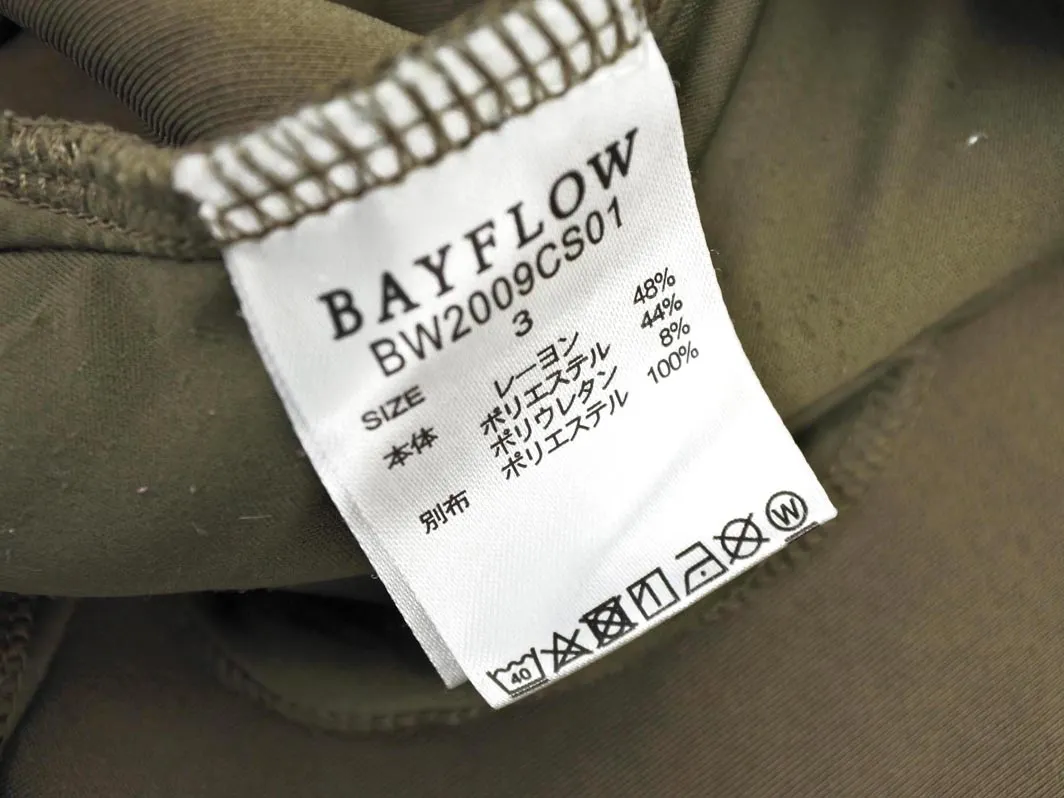 BAYFLOW
BW2009CS01
SIZE 3
本体 レーヨン 48%
ポリエステル 44%
ポリウレタン 8%
別布 ポリエステル 100%
40
W